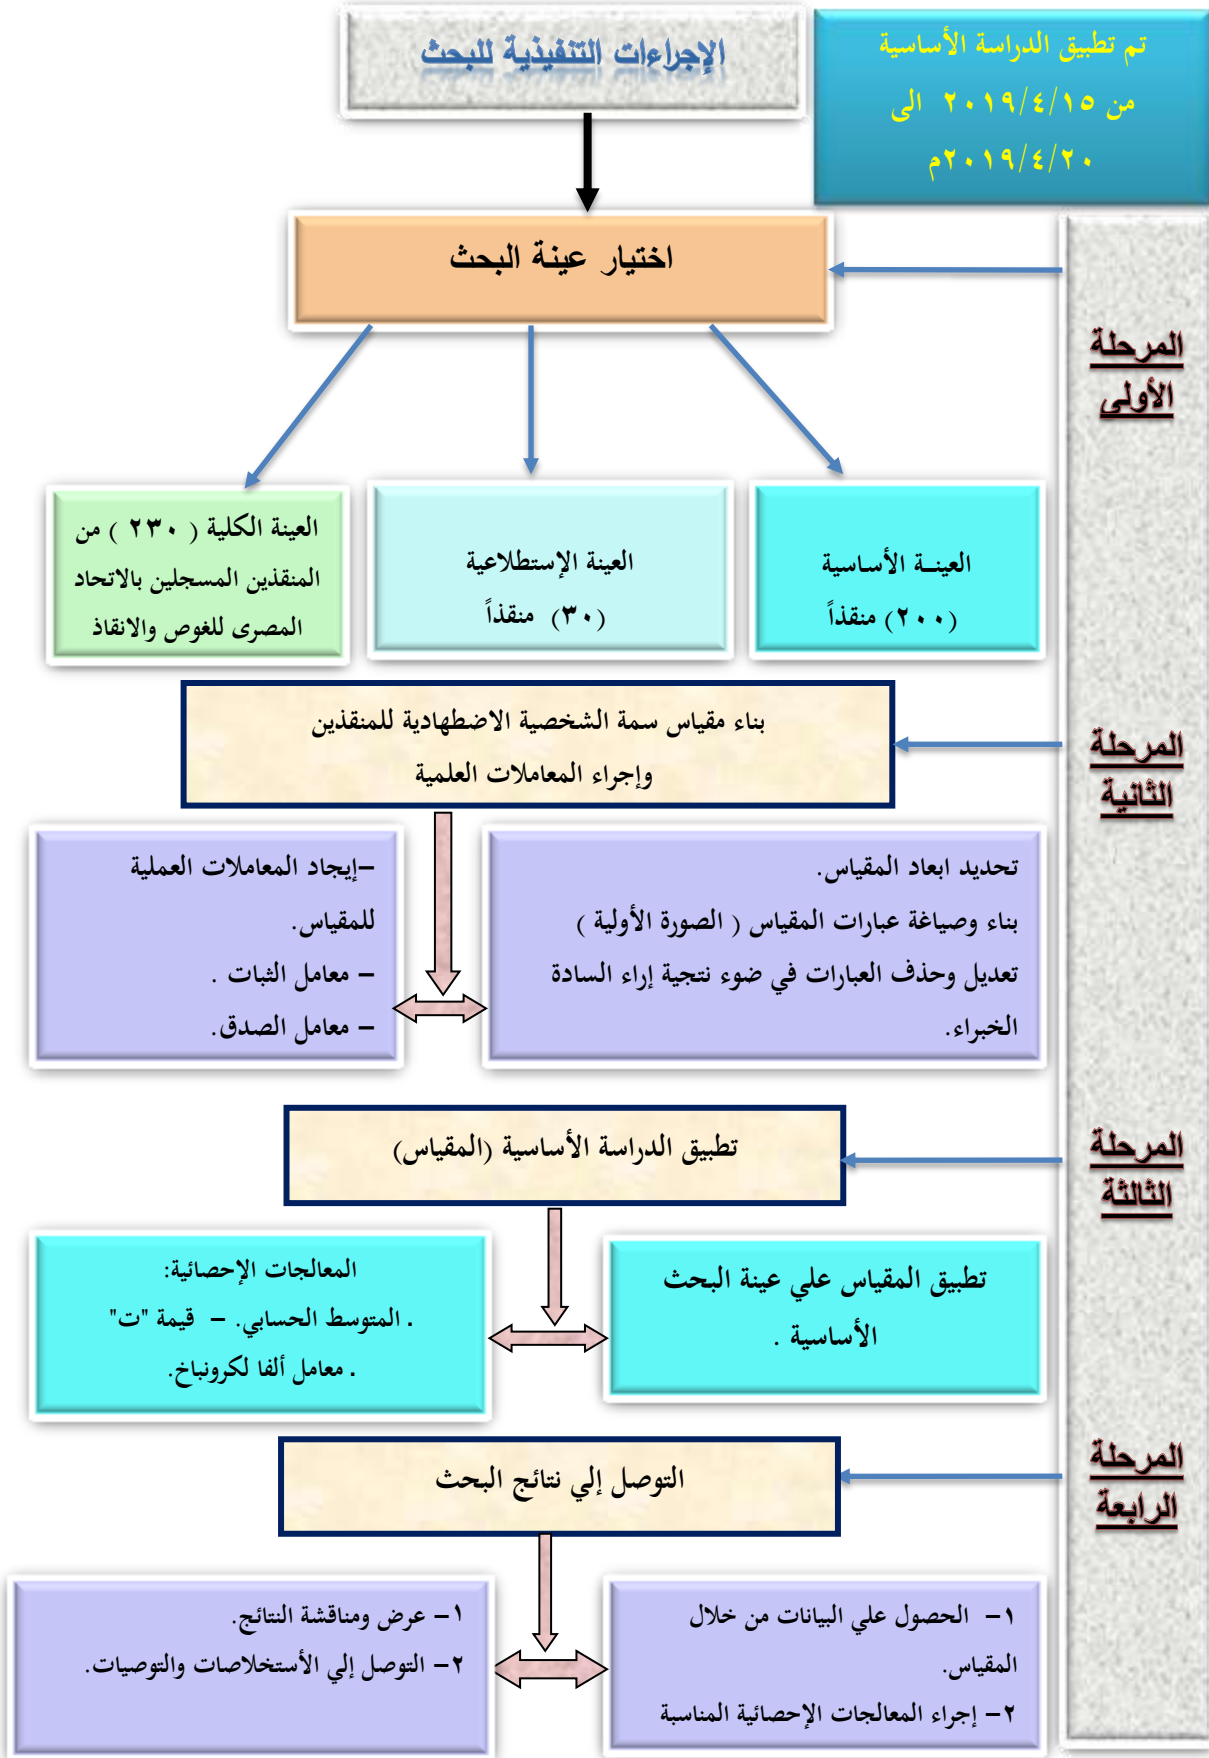 الإجراءات التنفيذية للبحث
تم تطبيق الدراسة الأساسية
من ٢٠١٩/٤/١٥ الى
٢٠١٩/٤/٢٠م
المرحلة
الأولى
اختيار عينة البحث
العينــة الأساسية
(٢٠٠) منقذاً
العينة الإستطلاعية
(٣٠) منقذاً
العينة الكلية ( ٢٣٠ ) من
المنقذين المسجلين بالاتحاد
المصرى للغوص والانقاذ
المرحلة
الثانية
بناء مقياس سمة الشخصية الاضطهادية للمنقذين
وإجراء المعاملات العلمية
تحديد ابعاد المقياس.
بناء وصياغة عبارات المقياس ( الصورة الأولية )
تعديل وحذف العبارات في ضوء نتجية إراء السادة
الخبراء.
–إيجاد المعاملات العملية
للمقياس.
– معامل الثبات .
– معامل الصدق.
المرحلة
الثالثة
تطبيق الدراسة الأساسية (المقياس)
تطبيق المقياس علي عينة البحث
الأساسية .
المعالجات الإحصائية:
. المتوسط الحسابي. – قيمة "ت"
. معامل ألفا لكرونباخ.
المرحلة
الرابعة
التوصل إلي نتائج البحث
١– الحصول علي البيانات من خلال
المقياس.
٢– إجراء المعالجات الإحصائية المناسبة
١– عرض ومناقشة النتائج.
٢– التوصل إلي الأستخلاصات والتوصيات.